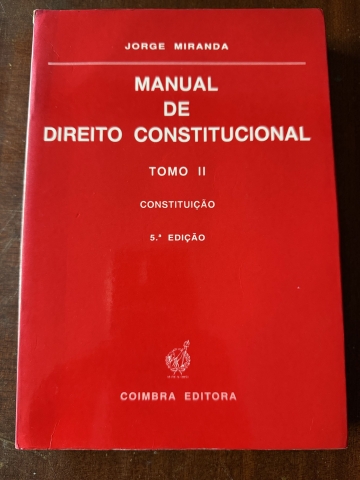 JORGE MIRANDA
MANUAL
DE
DIREITO CONSTITUCIONAL
TOMO II
CONSTITUIÇÃO
5.ª EDIÇÃO
COIMBRA EDITORA